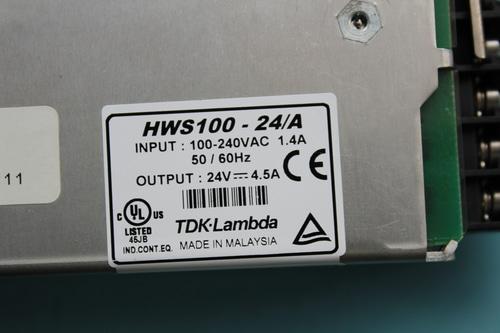 HWS100 - 24/A
INPUT : 100-240VAC 1.4A
50 / 60Hz
OUTPUT : 24V⎓ 4.5A
CE
C UL US
LISTED
45JB
IND.CONT.EQ.
TDK-Lambda
MADE IN MALAYSIA
11